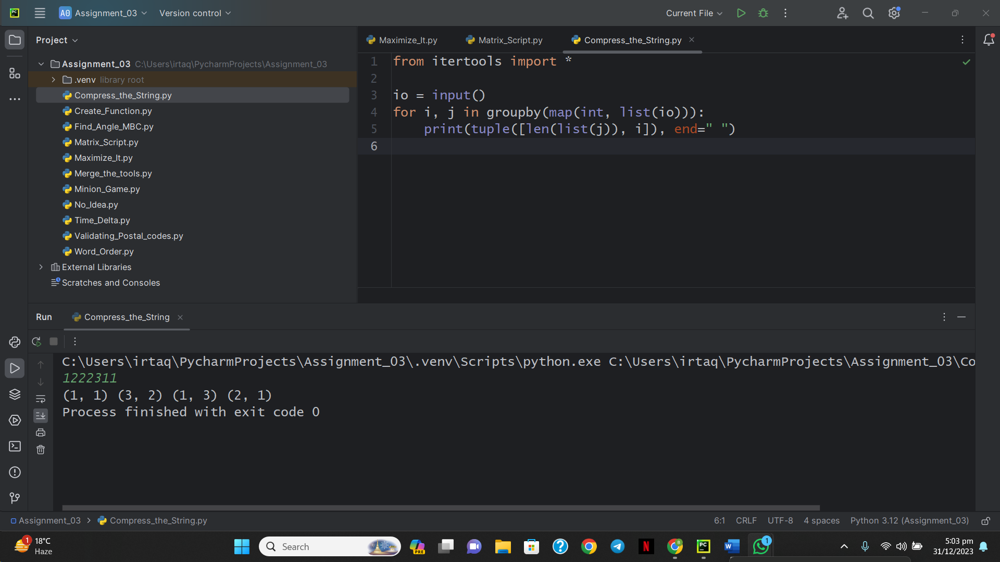 PC
A0 Assignment_03
Version control
Current File
Project
Maximize_It.py
Matrix_Script.py
Compress_the_String.py
Assignment_03 C:\Users\irtaq\PycharmProjects\Assignment_03
.venv library root
Compress_the_String.py
Create_Function.py
Find_Angle_MBC.py
Matrix_Script.py
Maximize_It.py
Merge_the_tools.py
Minion_Game.py
No_Idea.py
Time_Delta.py
Validating_Postal_codes.py
Word_Order.py
External Libraries
Scratches and Consoles
1 from itertools import *
2
3 io = input()
4 for i, j in groupby(map(int, list(io))):
5     print(tuple([len(list(j)), i]), end=" ")
6
Run
Compress_the_String
C:\Users\irtaq\PycharmProjects\Assignment_03\.venv\Scripts\python.exe C:\Users\irtaq\PycharmProjects\Assignment_03\Co
1222311
(1, 1) (3, 2) (1, 3) (2, 1)
Process finished with exit code 0
Assignment_03 > Compress_the_String.py
6:1 CRLF UTF-8 4 spaces Python 3.12 (Assignment_03)
1
18°C
Haze
Search
PRE
N
B
PC
W
1
5:03 pm
31/12/2023